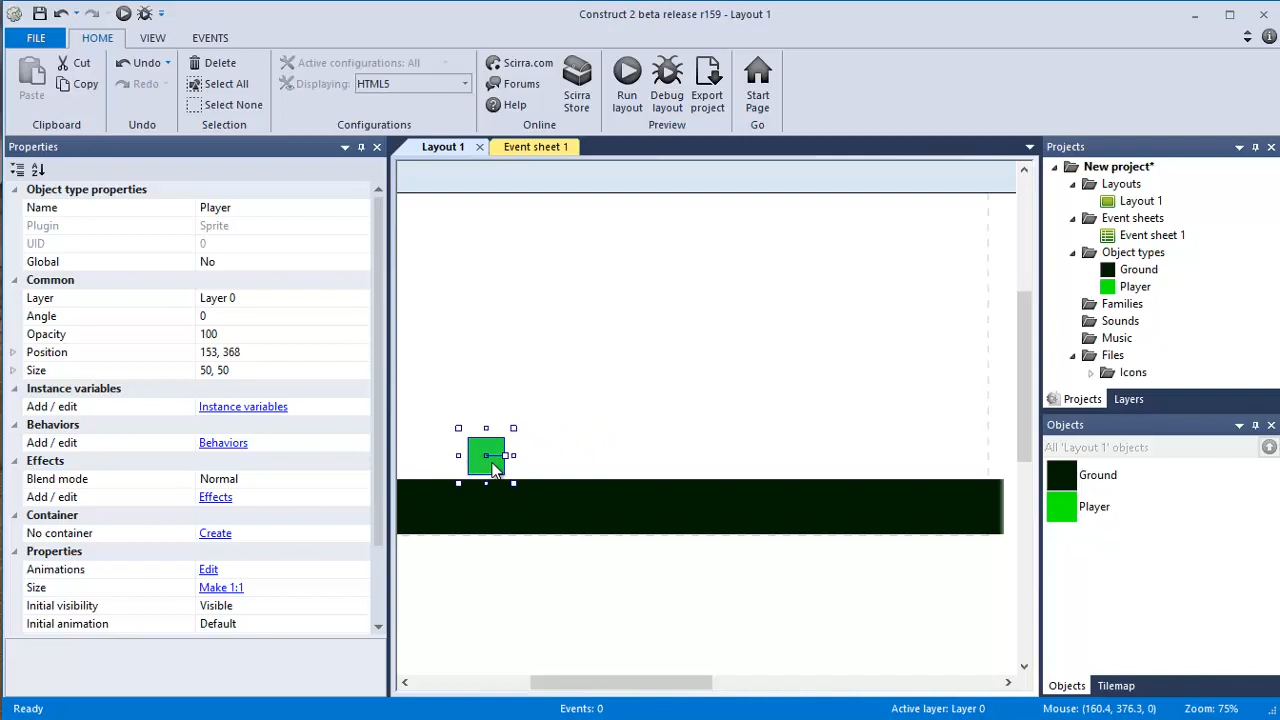 Construct 2 beta release r159 - Layout 1
FILE
HOME
VIEW
EVENTS
Paste
Cut
Copy
Clipboard
Undo
Redo
Undo
Delete
Select All
Select None
Selection
Active configurations: All
Displaying:
HTML5
Configurations
Scirra.com
Forums
Help
Scirra
Store
Online
Run
layout
Debug
layout
Export
project
Preview
Start
Page
Go
Properties
Object type properties
Name Player
Plugin Sprite
UID 0
Global No
Common
Layer Layer 0
Angle 0
Opacity 100
Position 153, 368
Size 50, 50
Instance variables
Add / edit Instance variables
Behaviors
Add / edit Behaviors
Effects
Blend mode Normal
Add / edit Effects
Container
No container Create
Properties
Animations Edit
Size Make 1:1
Initial visibility Visible
Initial animation Default
Layout 1
Event sheet 1
Projects
New project*
Layouts
Layout 1
Event sheets
Event sheet 1
Object types
Ground
Player
Families
Sounds
Music
Files
Icons
Projects
Layers
Objects
All 'Layout 1' objects
Ground
Player
Objects
Tilemap
Ready
Events: 0
Active layer: Layer 0
Mouse: (160.4, 376.3, 0)
Zoom: 75%